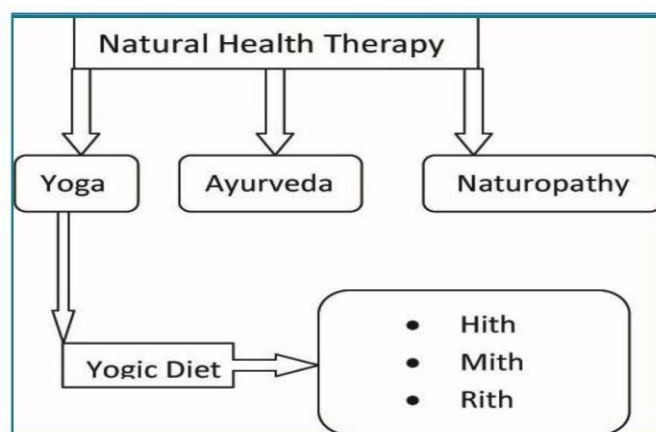 Natural Health Therapy
Yoga
Ayurveda
Naturopathy
Yogic Diet
• Hith
• Mith
• Rith